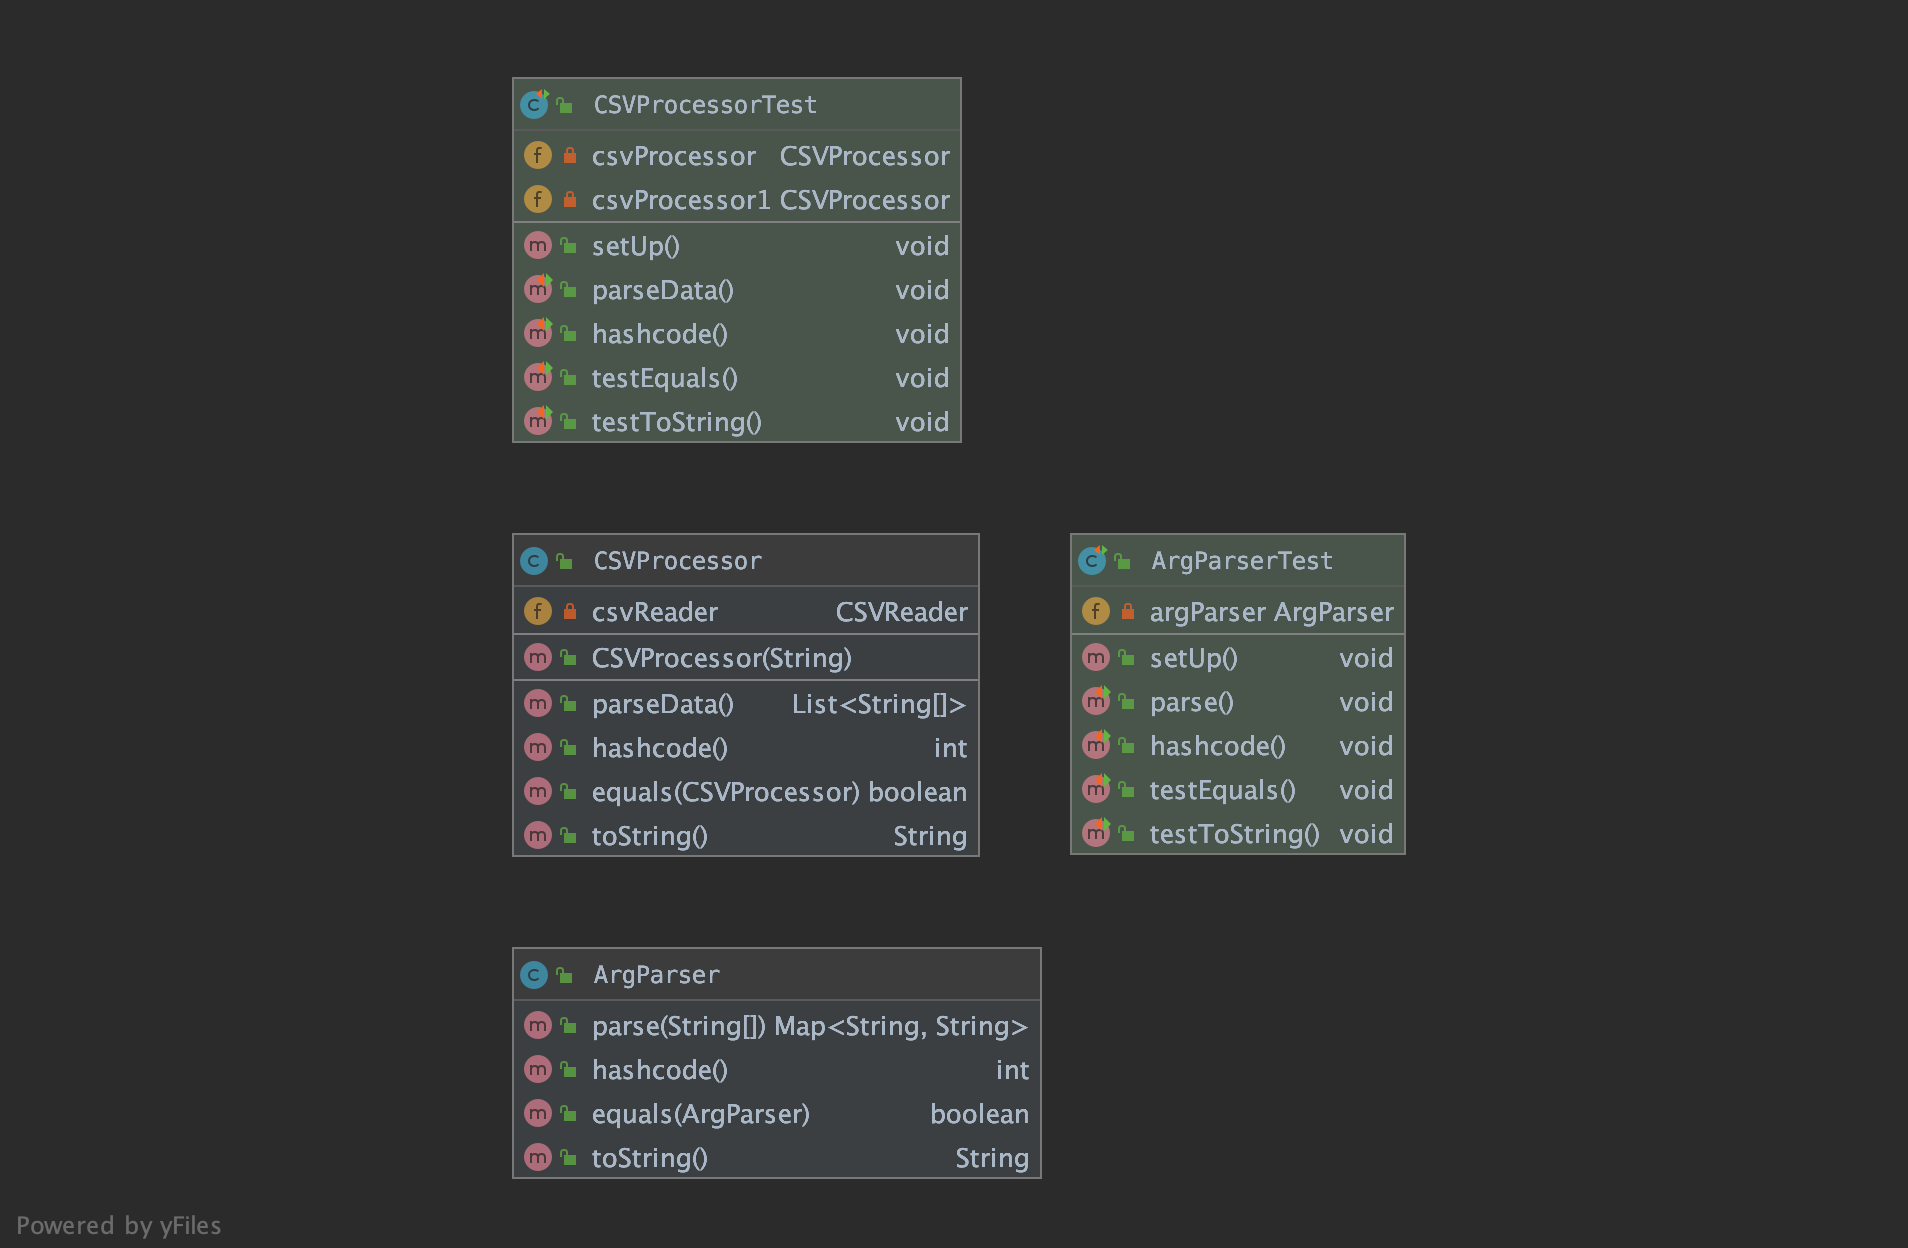 CSVProcessorTest
csvProcessor CSVProcessor
csvProcessor1 CSVProcessor
setUp() void
parseData() void
hashcode() void
testEquals() void
testToString() void
CSVProcessor
csvReader CSVReader
CSVProcessor(String)
parseData() List<String[]>
hashcode() int
equals(CSVProcessor) boolean
toString() String
ArgParserTest
argParser ArgParser
setUp() void
parse() void
hashcode() void
testEquals() void
testToString() void
ArgParser
parse(String[]) Map<String, String>
hashcode() int
equals(ArgParser) boolean
toString() String
Powered by yFiles